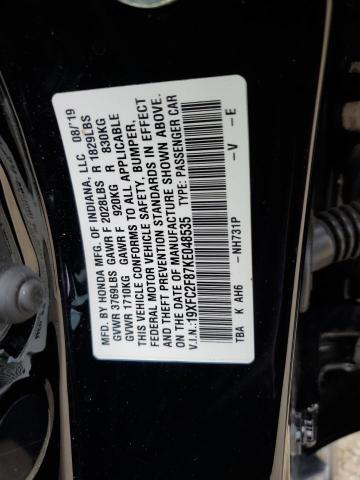 MFD. BY HONDA MFG. OF INDIANA, LLC 08/'19
GVWR 3769LBS GAWR F 2028LBS R 1829LBS
GVWR 1710KG GAWR F 920KG R 830KG
THIS VEHICLE CONFORMS TO ALL APPLICABLE
FEDERAL MOTOR VEHICLE SAFETY, BUMPER,
AND THEFT PREVENTION STANDARDS IN EFFECT
ON THE DATE OF MANUFACTURE SHOWN ABOVE.
V.I.N.:19XFC2F87KE048535 TYPE: PASSENGER CAR
TBA K AH6 – NH731P – V – E